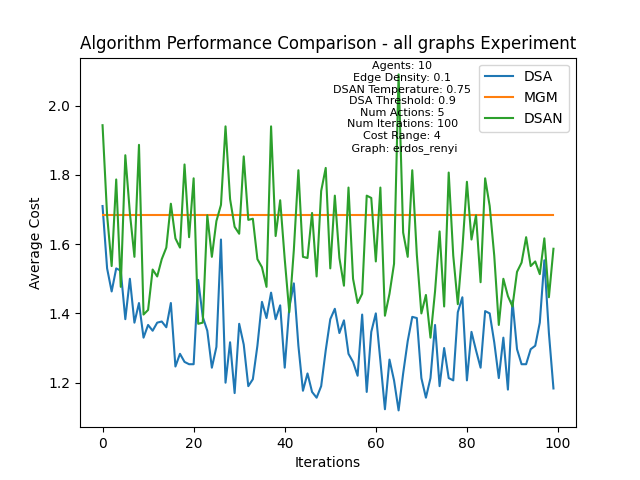 Algorithm Performance Comparison - all graphs Experiment
Agents: 10
Edge Density: 0.1
DSAN Temperature: 0.75
DSA Threshold: 0.9
Num Actions: 5
Num Iterations: 100
Cost Range: 4
Graph: erdos_renyi
DSA
MGM
DSAN
Average Cost
2.0
1.8
1.6
1.4
1.2
0 20 40 60 80 100
Iterations